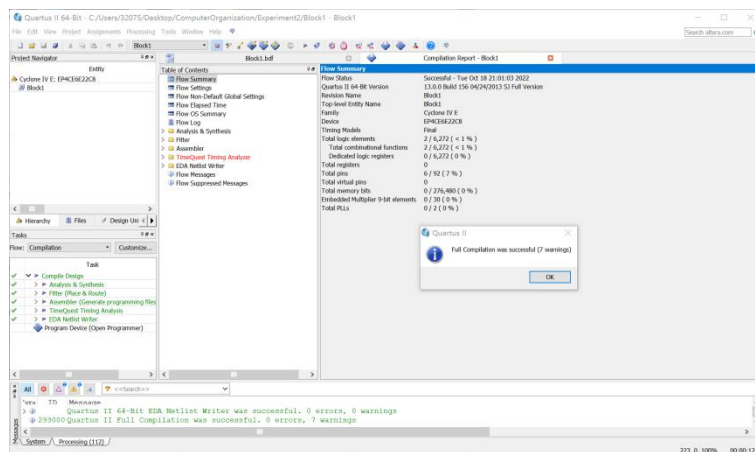 Quartus II 64-Bit - C:/Users/32075/Desktop/ComputerOrganization/Experiment2/Block1 - Block1
File Edit View Project Assignments Processing Tools Window Help
Search altera.com
Block1
Project Navigator
Entity
Cyclone IV E: EP4CE6E22C8
Block1
Hierarchy Files Design Uni
Tasks
Flow: Compilation Customize...
Task
Compile Design
Analysis & Synthesis
Fitter (Place & Route)
Assembler (Generate programming files
TimeQuest Timing Analysis
EDA Netlist Writer
Program Device (Open Programmer)
Block1.bdf
Compilation Report - Block1
Table of Contents
Flow Summary
Flow Settings
Flow Non-Default Global Settings
Flow Elapsed Time
Flow OS Summary
Flow Log
Analysis & Synthesis
Fitter
Assembler
TimeQuest Timing Analyzer
EDA Netlist Writer
Flow Messages
Flow Suppressed Messages
Flow Summary
Flow Status Successful - Tue Oct 18 21:01:03 2022
Quartus II 64-Bit Version 13.0.0 Build 156 04/24/2013 SJ Full Version
Revision Name Block1
Top-level Entity Name Block1
Family Cyclone IV E
Device EP4CE6E22C8
Timing Models Final
Total logic elements 2 / 6,272 ( < 1 % )
Total combinational functions 2 / 6,272 ( < 1 % )
Dedicated logic registers 0 / 6,272 ( 0 % )
Total registers 0
Total pins 6 / 92 ( 7 % )
Total virtual pins 0
Total memory bits 0 / 276,480 ( 0 % )
Embedded Multiplier 9-bit elements 0 / 30 ( 0 % )
Total PLLs 0 / 2 ( 0 % )
Quartus II
Full Compilation was successful (7 warnings)
OK
All <<Search>>
ID Message
Quartus II 64-Bit EDA Netlist Writer was successful. 0 errors, 0 warnings
293000 Quartus II Full Compilation was successful. 0 errors, 7 warnings
Messages
System Processing (112)
223, 0 100%